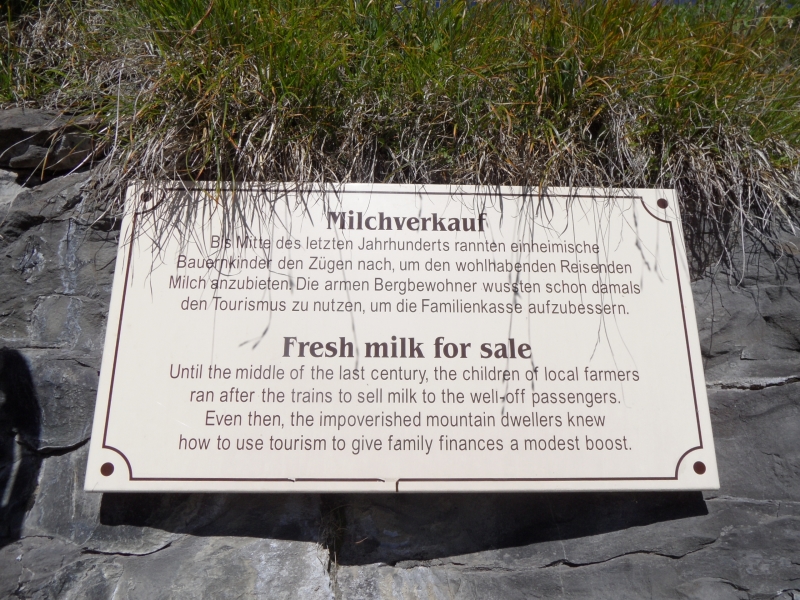 Milchverkauf
Bis Mitte des letzten Jahrhunderts rannten einheimische
Bauernkinder den Zügen nach, um den wohlhabenden Reisenden
Milch anzubieten. Die armen Bergbewohner wussten schon damals
den Tourismus zu nutzen, um die Familienkasse aufzubessern.
Fresh milk for sale
Until the middle of the last century, the children of local farmers
ran after the trains to sell milk to the well-off passengers.
Even then, the impoverished mountain dwellers knew
how to use tourism to give family finances a modest boost.